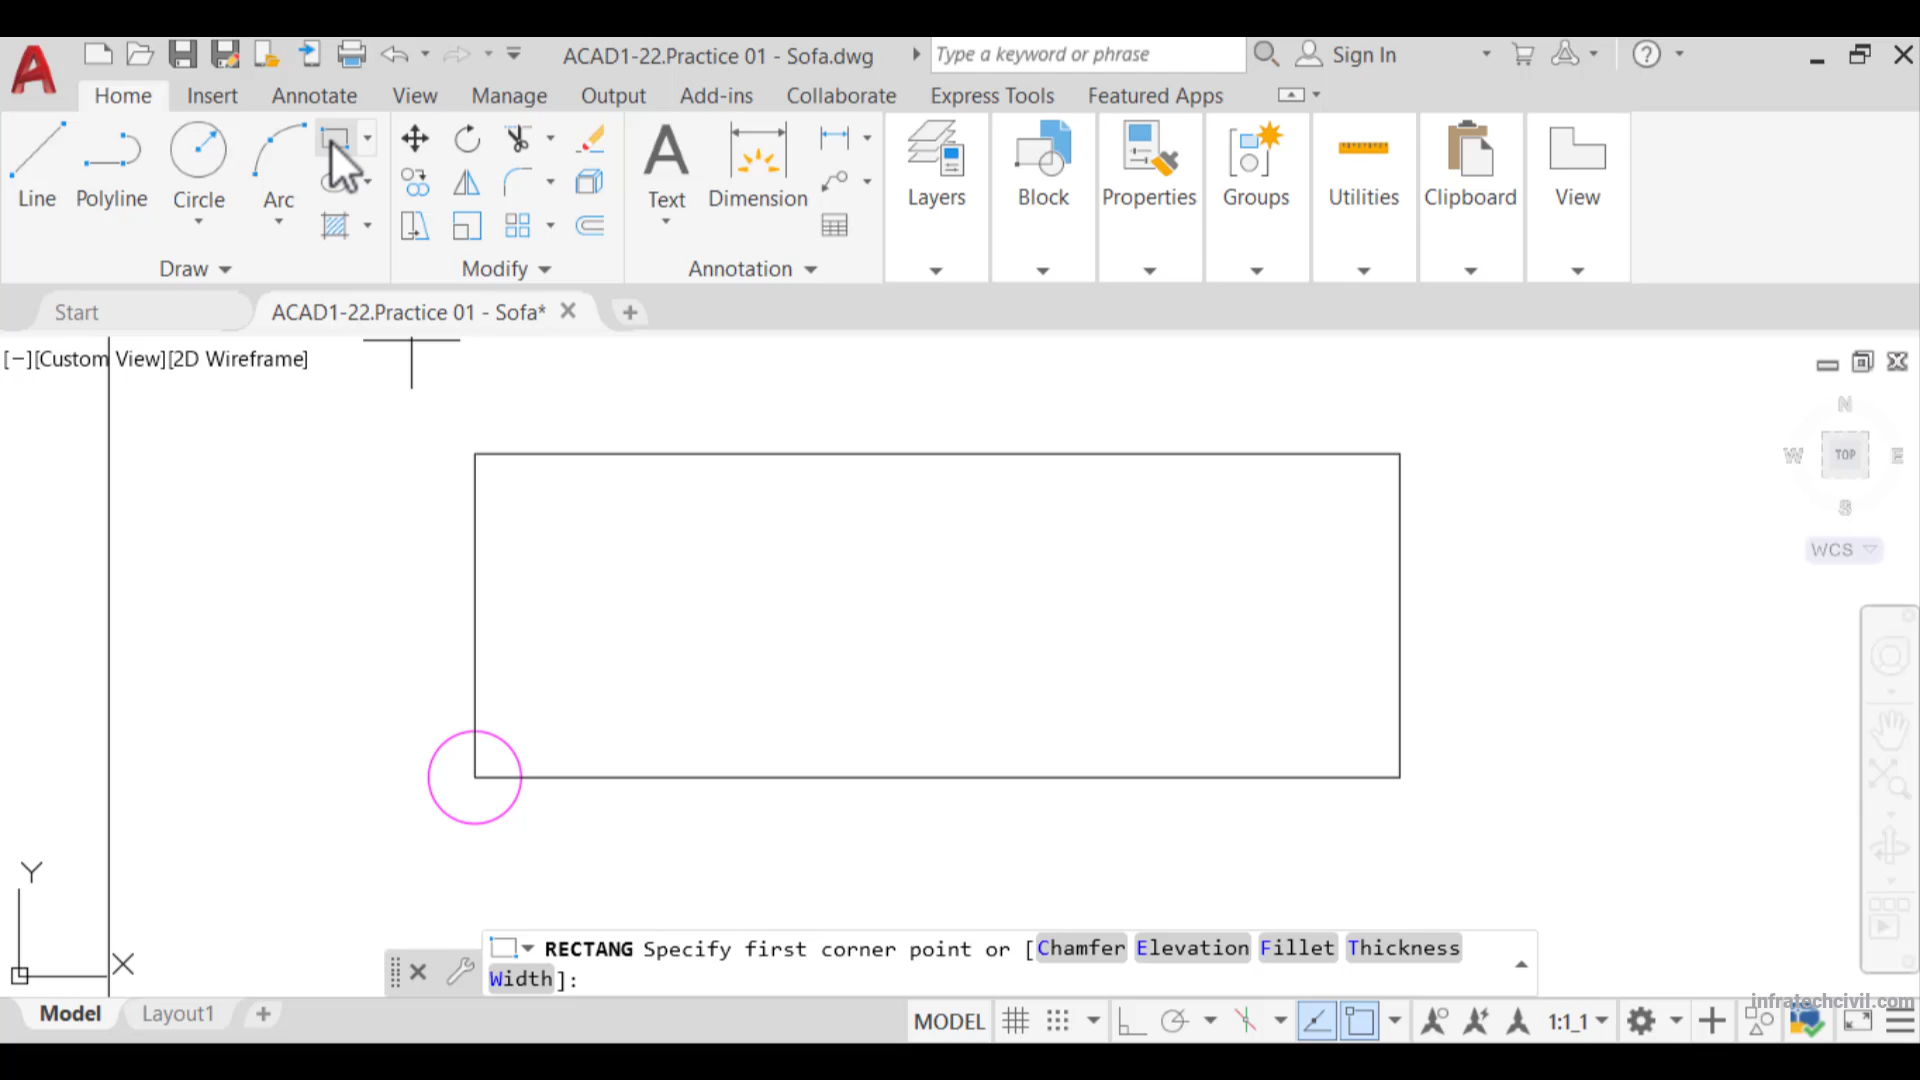 ACAD1-22.Practice 01 - Sofa.dwg
Type a keyword or phrase
Sign In
Home Insert Annotate View Manage Output Add-ins Collaborate Express Tools Featured Apps
Line Polyline Circle Arc
Text Dimension
Layers Block Properties Groups Utilities Clipboard View
Draw Modify Annotation
Start ACAD1-22.Practice 01 - Sofa*
[−][Custom View][2D Wireframe]
N
W TOP E
S
WCS
Y
X
RECTANG Specify first corner point or [Chamfer Elevation Fillet Thickness
Width]:
infratechcivil.com
Model Layout1
MODEL 1:1_1